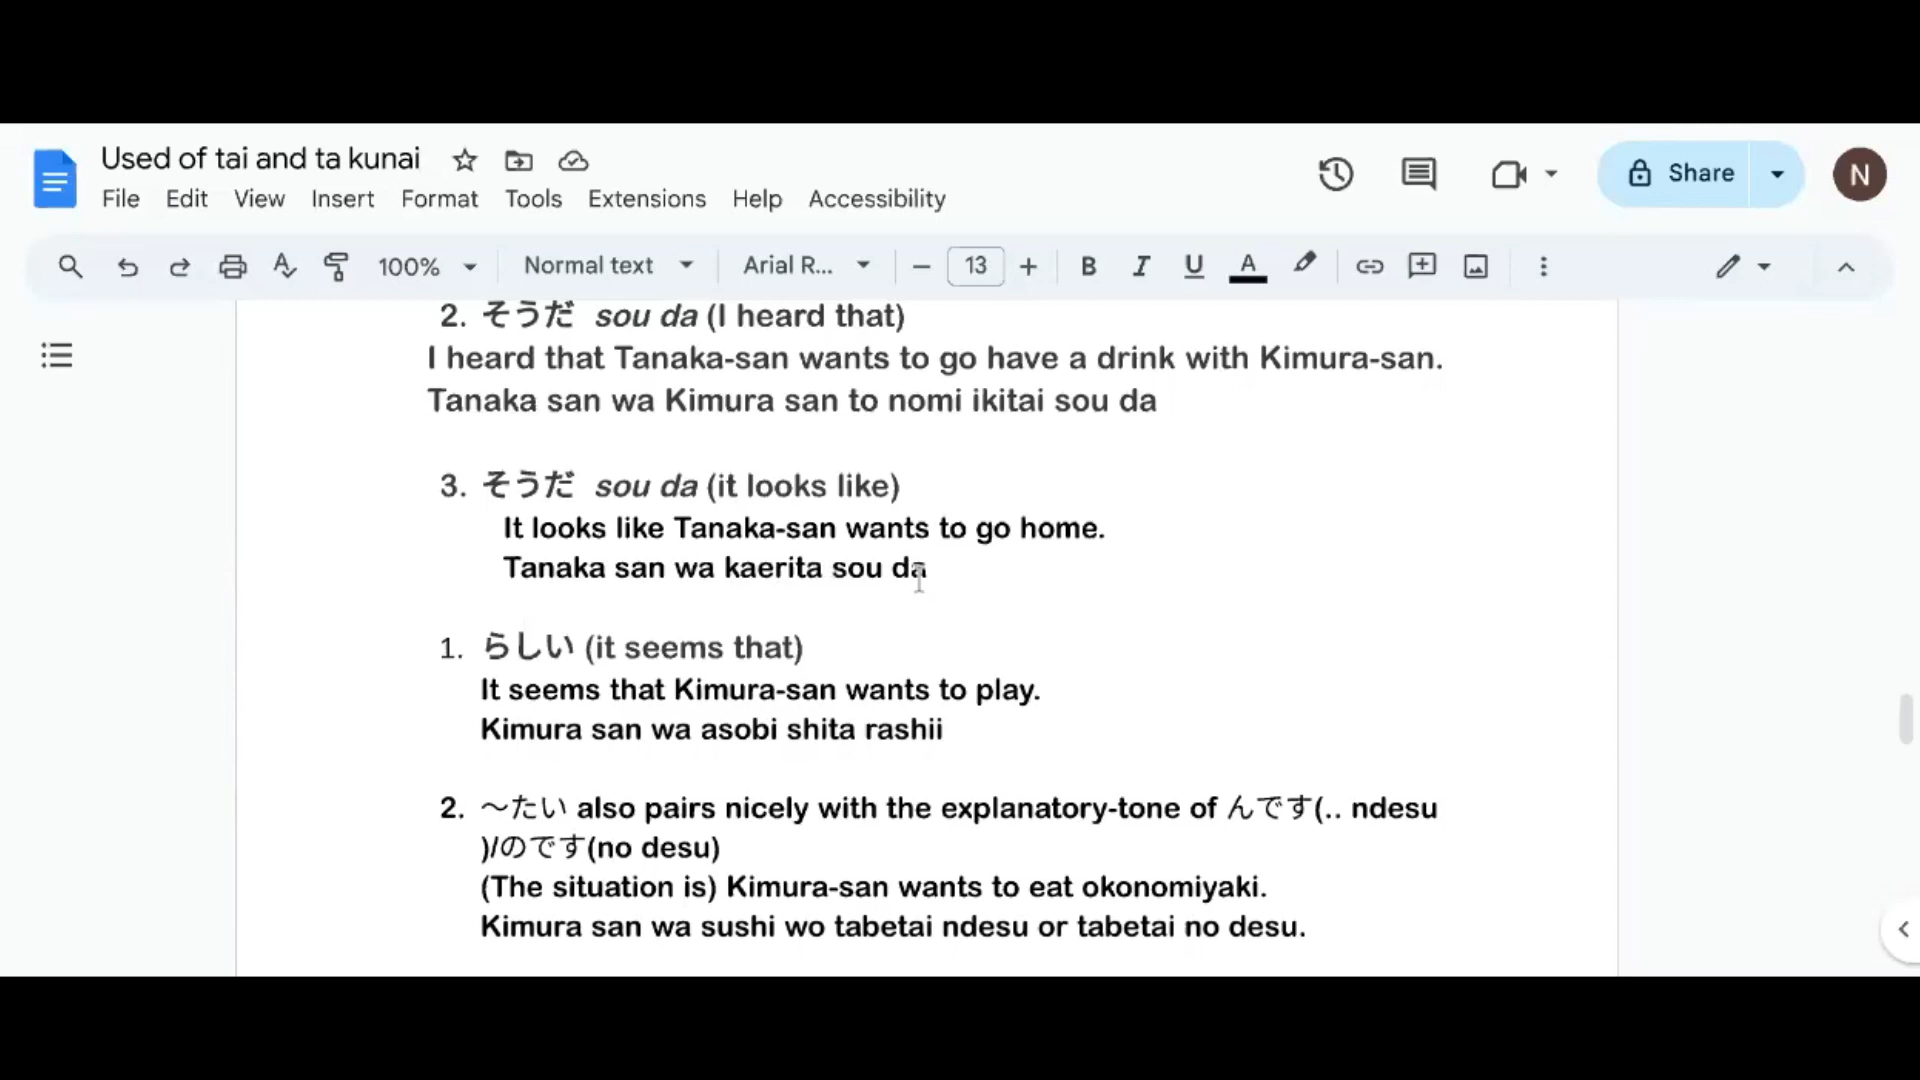 Used of tai and ta kunai
File Edit View Insert Format Tools Extensions Help Accessibility
Share
N
100% Normal text Arial R... 13 B I U A
2. そうだ sou da (I heard that)
I heard that Tanaka-san wants to go have a drink with Kimura-san.
Tanaka san wa Kimura san to nomi ikitai sou da
3. そうだ sou da (it looks like)
It looks like Tanaka-san wants to go home.
Tanaka san wa kaerita sou da
1. らしい (it seems that)
It seems that Kimura-san wants to play.
Kimura san wa asobi shita rashii
2. 〜たい also pairs nicely with the explanatory-tone of んです(.. ndesu
)/のです(no desu)
(The situation is) Kimura-san wants to eat okonomiyaki.
Kimura san wa sushi wo tabetai ndesu or tabetai no desu.